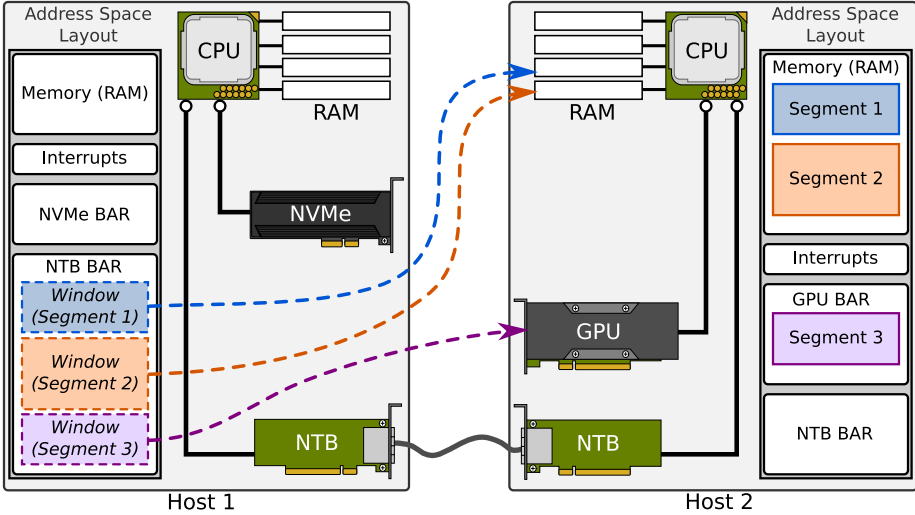 Address Space
Layout
Memory (RAM)
Interrupts
NVMe BAR
NTB BAR
Window
(Segment 1)
Window
(Segment 2)
Window
(Segment 3)
CPU
RAM
NVMe
NTB
Host 1
CPU
RAM
GPU
NTB
Address Space
Layout
Memory (RAM)
Segment 1
Segment 2
Interrupts
GPU BAR
Segment 3
NTB BAR
Host 2